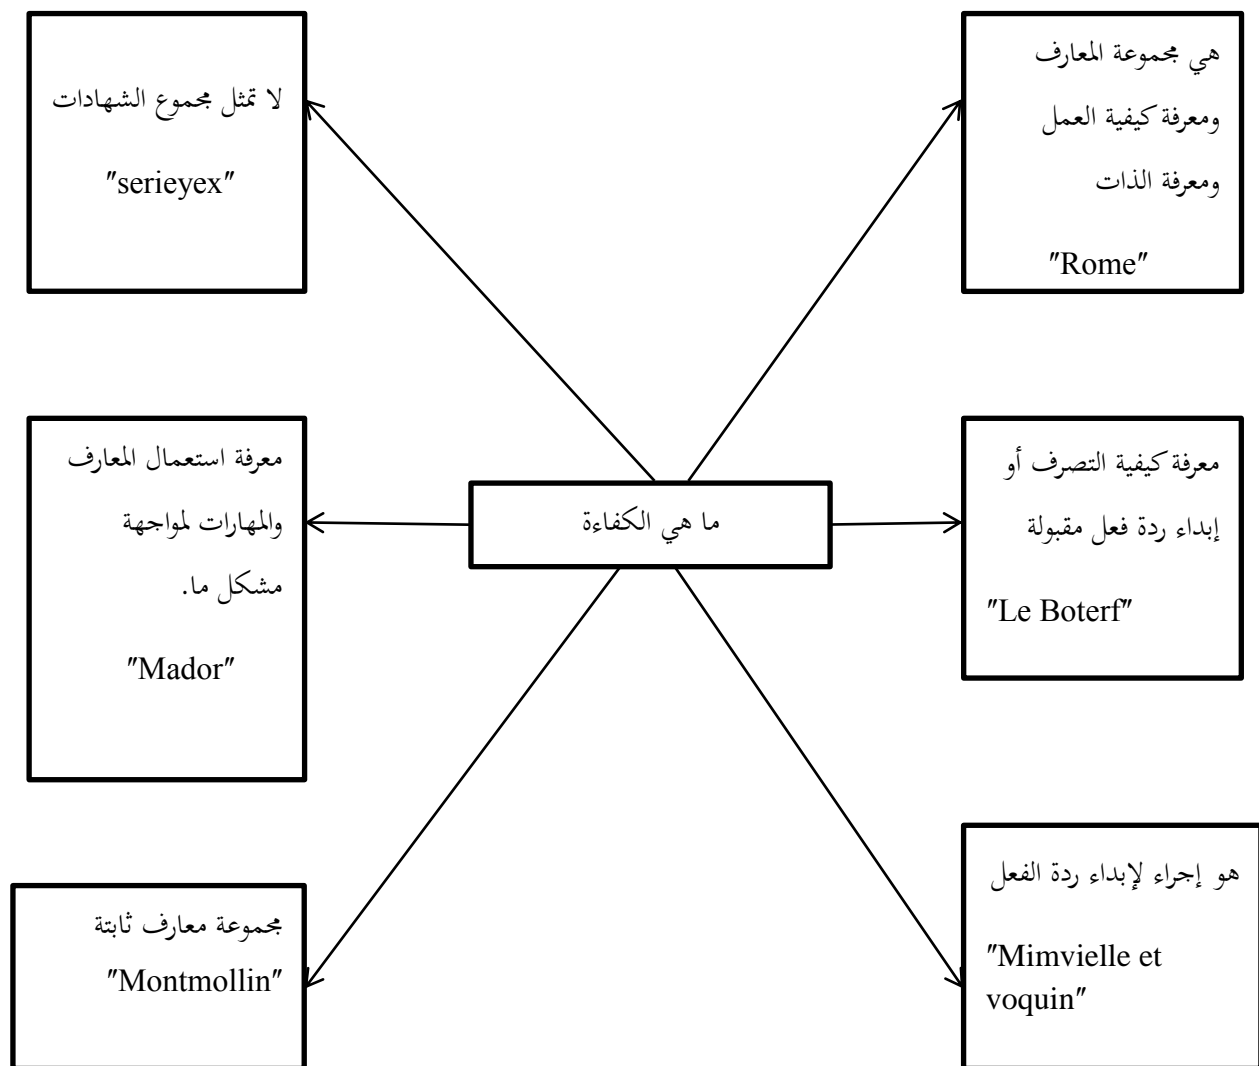 هي مجموعة المعارف
ومعرفة كيفية العمل
ومعرفة الذات
"Rome"
لا تمثل مجموع الشهادات
"serieyex"
معرفة كيفية التصرف أو
إبداء ردة فعل مقبولة
"Le Boterf"
ما هي الكفاءة
معرفة استعمال المعارف
والمهارات لمواجهة
مشكل ما.
"Mador"
هو إجراء لإبداء ردة الفعل
"Mimvielle et
voquin"
مجموعة معارف ثابتة
"Montmollin"